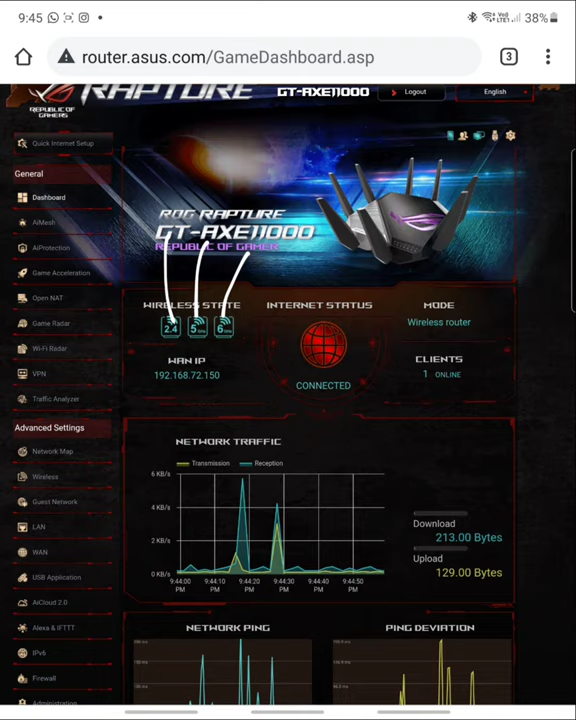 9:45
VoLTE1
38%
router.asus.com/GameDashboard.asp
3
RAPTURE
REPUBLIC OF
GAMERS
GT-AXE11000
Logout
English
Quick Internet Setup
General
Dashboard
AiMesh
AiProtection
Game Acceleration
Open NAT
Game Radar
Wi-Fi Radar
VPN
Traffic Analyzer
Advanced Settings
Network Map
Wireless
Guest Network
LAN
WAN
USB Application
AiCloud 2.0
Alexa & IFTTT
IPv6
Firewall
Administration
ROG RAPTURE
GT-AXE11000
REPUBLIC OF GAMER
WIRELESS STATE
2.4
5
6
WAN IP
192.168.72.150
INTERNET STATUS
CONNECTED
MODE
Wireless router
CLIENTS
1 ONLINE
NETWORK TRAFFIC
Transmission
Reception
6 KB/s
4 KB/s
2 KB/s
0 KB/s
9:44:00 PM
9:44:10 PM
9:44:20 PM
9:44:30 PM
9:44:40 PM
9:44:50 PM
Download
213.00 Bytes
Upload
129.00 Bytes
NETWORK PING
PING DEVIATION